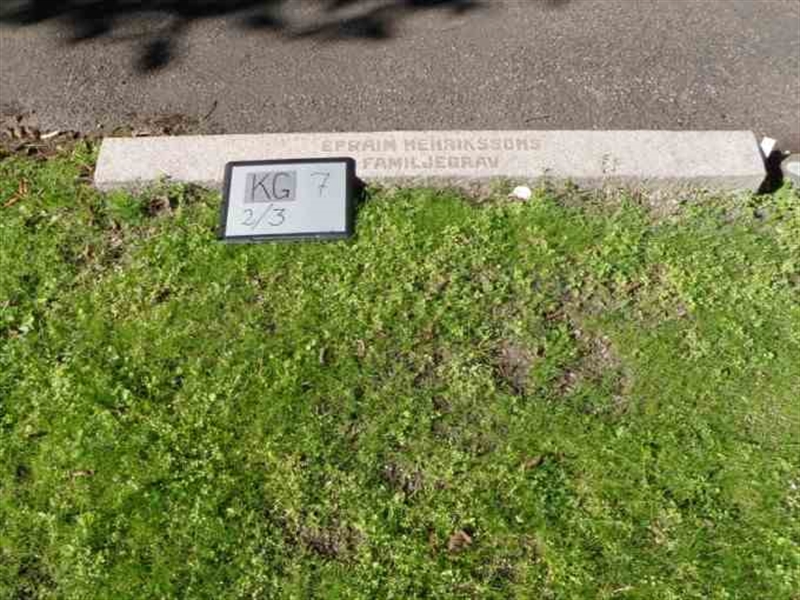 EFRAIM HENRIKSSONS
FAMILJEGRAV
KG 7
2/3